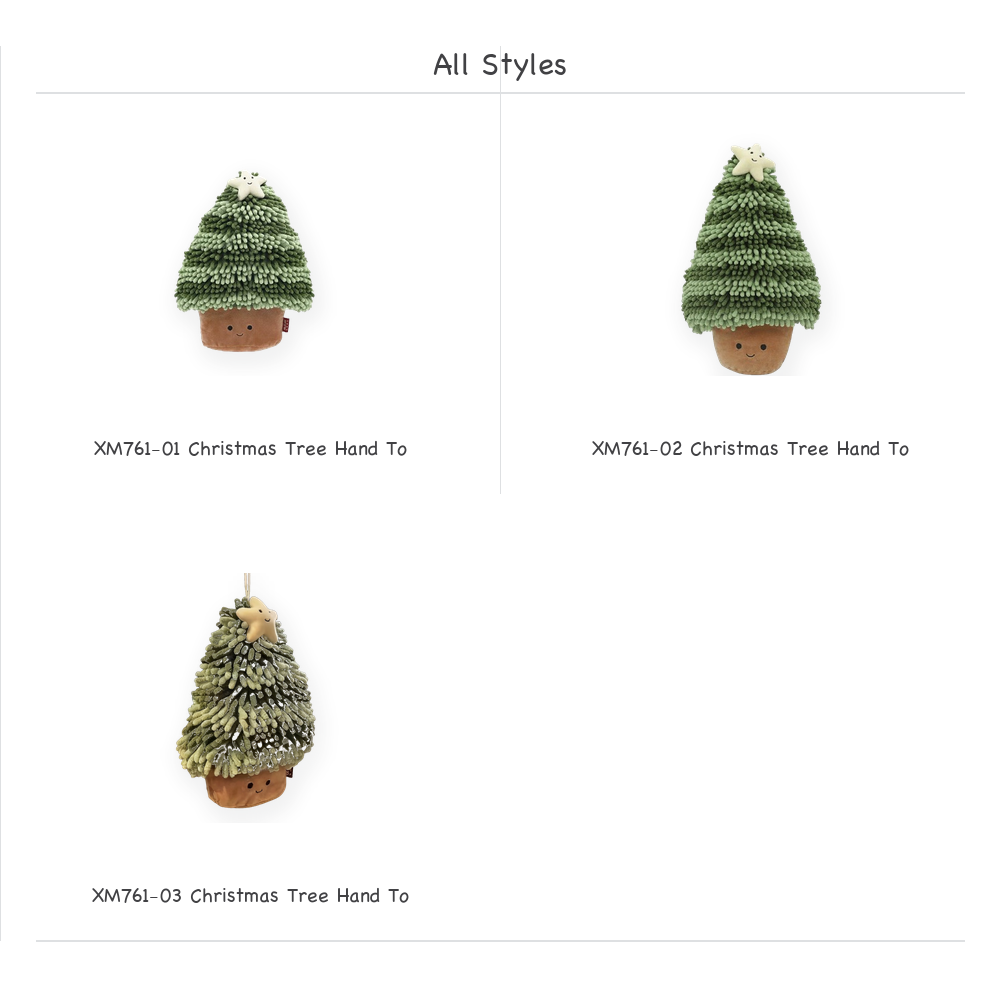 All Styles
XM761-01 Christmas Tree Hand To
XM761-02 Christmas Tree Hand To
XM761-03 Christmas Tree Hand To